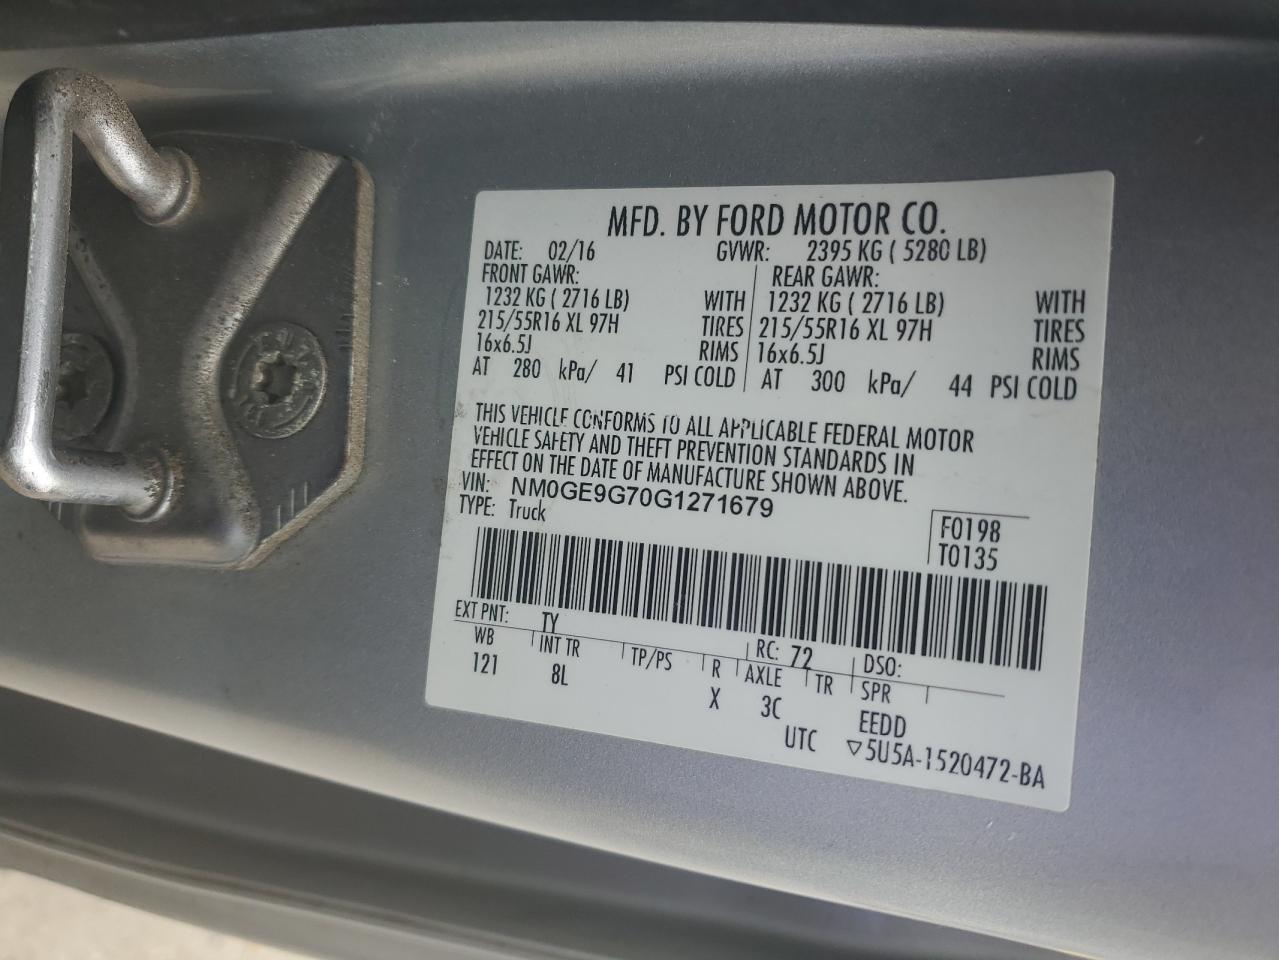 MFD. BY FORD MOTOR CO.
DATE: 02/16 GVWR: 2395 KG ( 5280 LB)
FRONT GAWR: REAR GAWR:
1232 KG ( 2716 LB) WITH 1232 KG ( 2716 LB) WITH
215/55R16 XL 97H TIRES 215/55R16 XL 97H TIRES
16x6.5J RIMS 16x6.5J RIMS
AT 280 kPa/ 41 PSI COLD AT 300 kPa/ 44 PSI COLD
THIS VEHICLE CONFORMS TO ALL APPLICABLE FEDERAL MOTOR
VEHICLE SAFETY AND THEFT PREVENTION STANDARDS IN
EFFECT ON THE DATE OF MANUFACTURE SHOWN ABOVE.
VIN: NM0GE9G70G1271679
TYPE: Truck
F0198
T0135
EXT PNT: TY RC: 72 DSO:
WB INT TR TP/PS R AXLE TR SPR
121 8L X 3C EEDD
UTC ▽5U5A-1520472-BA